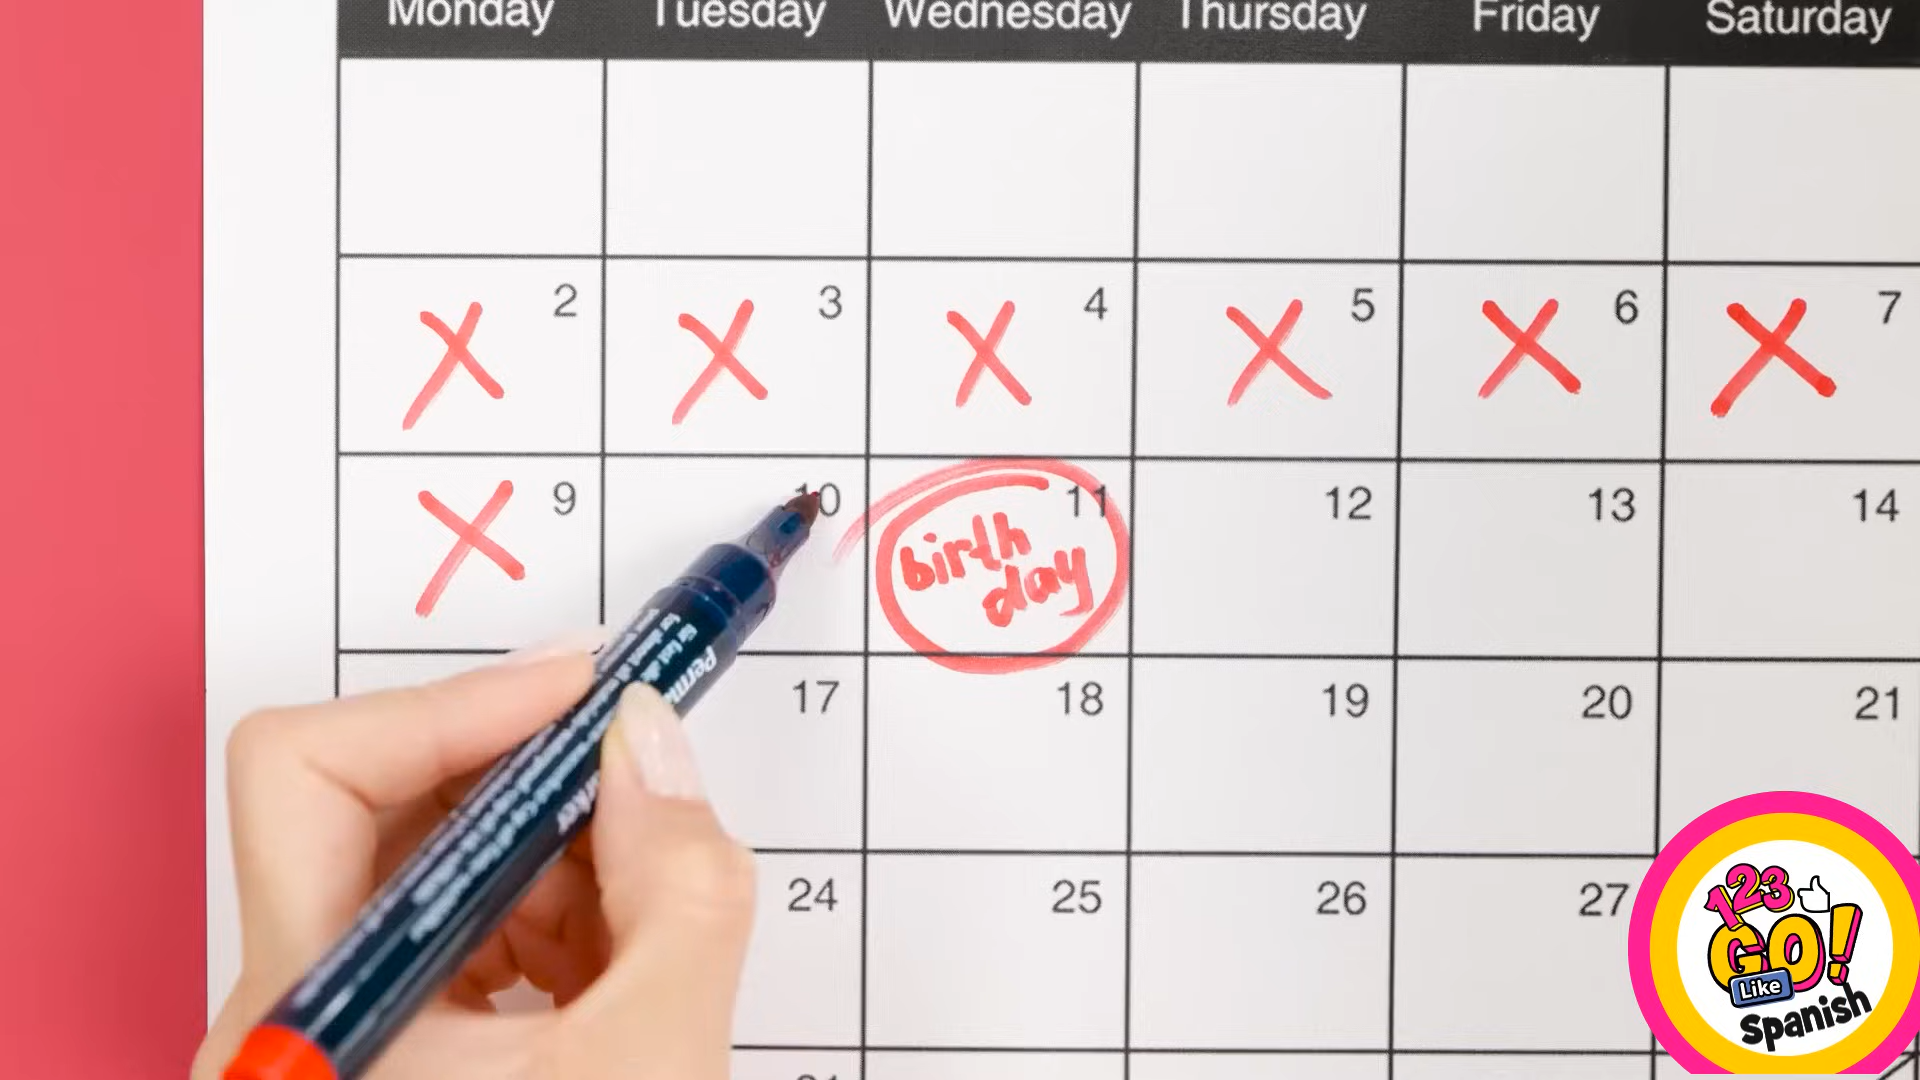 Monday Tuesday Wednesday Thursday Friday Saturday
2 3 4 5 6 7
9 10 11 12 13 14
birth
day
17 18 19 20 21
24 25 26 27
123
GO!
Like
Spanish